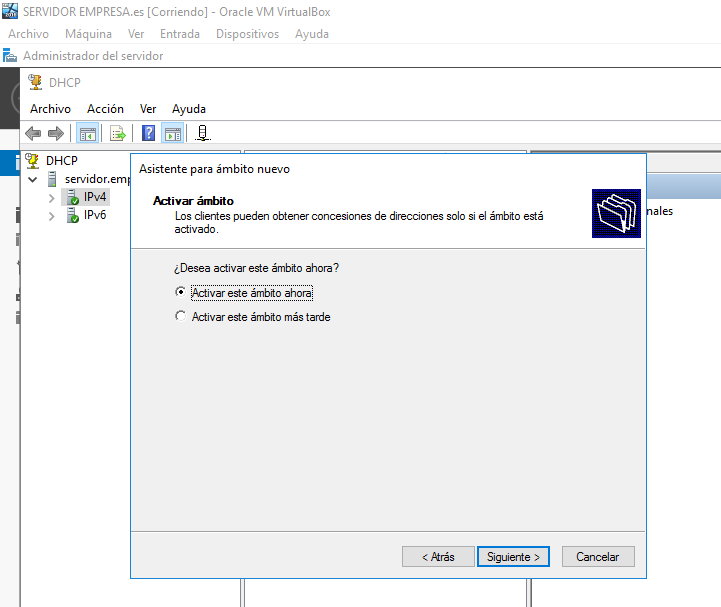 SERVIDOR EMPRESA.es [Corriendo] - Oracle VM VirtualBox
Archivo Máquina Ver Entrada Dispositivos Ayuda
Administrador del servidor
DHCP
Archivo Acción Ver Ayuda
DHCP
servidor.emp
IPv4
IPv6
Asistente para ámbito nuevo
Activar ámbito
Los clientes pueden obtener concesiones de direcciones solo si el ámbito está
activado.
nales
¿Desea activar este ámbito ahora?
Activar este ámbito ahora
Activar este ámbito más tarde
< Atrás Siguiente > Cancelar